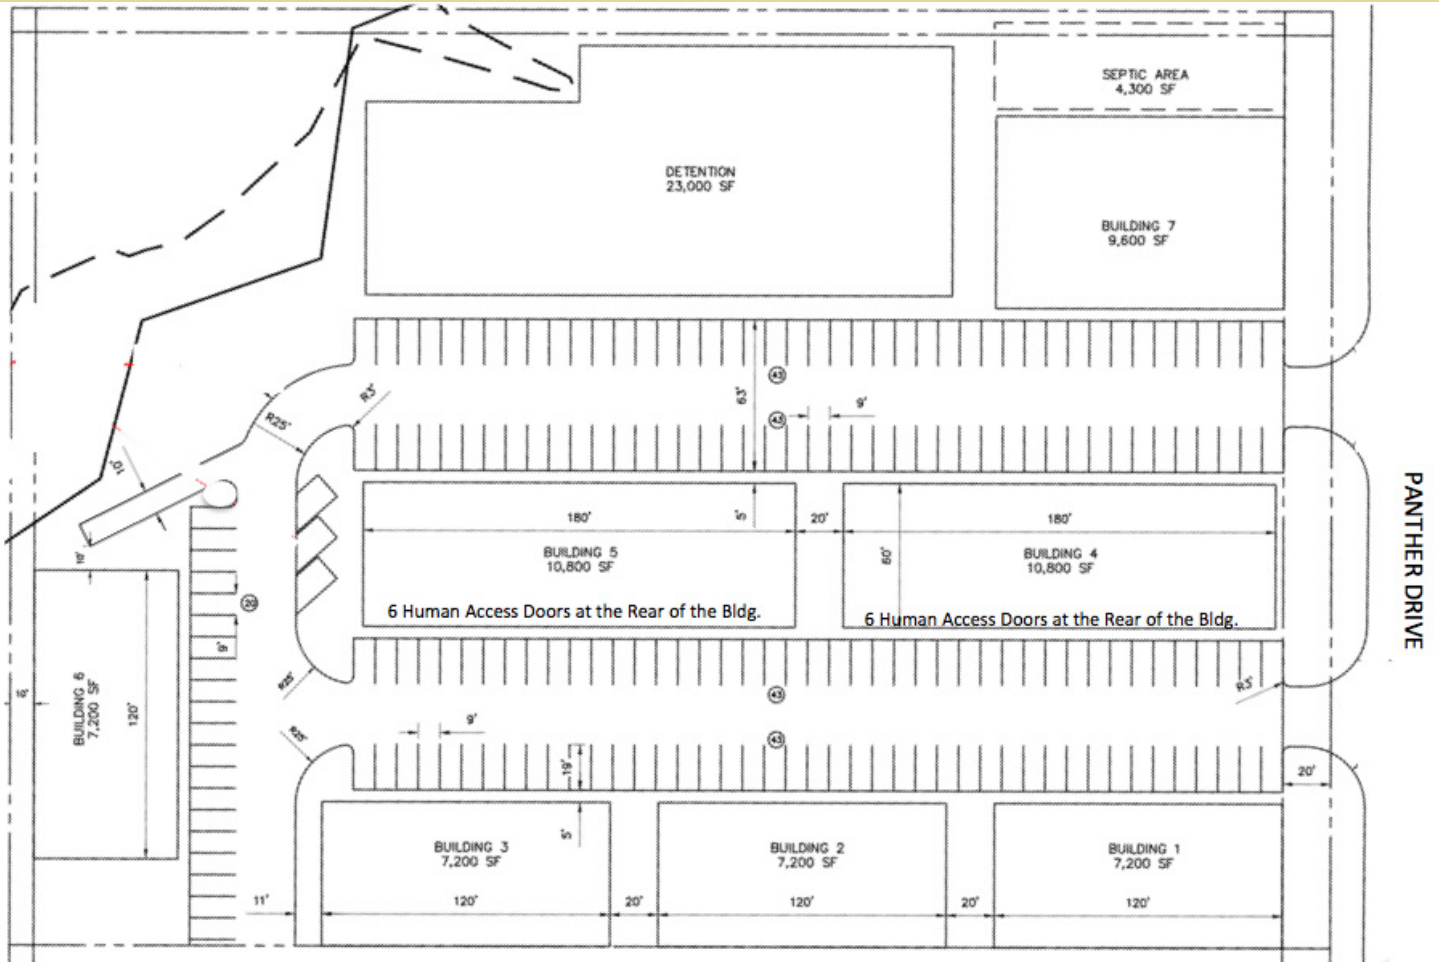 SEPTIC AREA
4,300 SF
DETENTION
23,000 SF
BUILDING 7
9,600 SF
R3'
R25'
63'
43
43
9'
10'
180'
5'
20'
180'
BUILDING 5
10,800 SF
60'
BUILDING 4
10,800 SF
10'
6 Human Access Doors at the Rear of the Bldg.
6 Human Access Doors at the Rear of the Bldg.
PANTHER DRIVE
20
9'
BUILDING 6
7,200 SF
120'
10'
R25'
R3'
43
9'
R25'
43
19'
20'
5'
BUILDING 3
7,200 SF
BUILDING 2
7,200 SF
BUILDING 1
7,200 SF
11'
120'
20'
120'
20'
120'